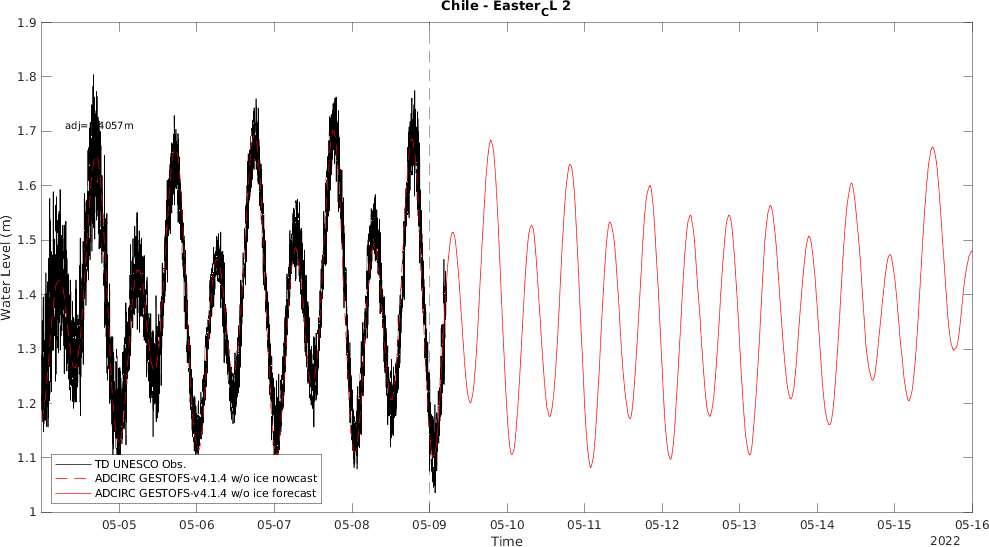 Chile - Easter_CL 2
1.9
1.8
1.7
1.6
1.5
1.4
1.3
1.2
1.1
1
Water Level (m)
4057m
TD UNESCO Obs.
ADCIRC GESTOFS-v4.1.4 w/o ice nowcast
ADCIRC GESTOFS-v4.1.4 w/o ice forecast
05-05 05-06 05-07 05-08 05-09 05-10 05-11 05-12 05-13 05-14 05-15 05-16
Time
2022